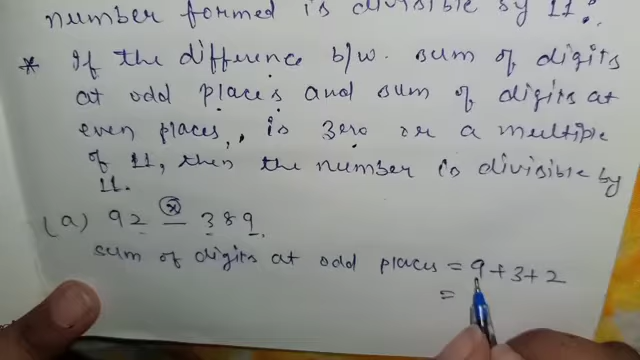 number formed is divisible by 11:
* If the difference b/w. sum of digits
at odd places and sum of digits at
even places, is zero or a multiple
of 11, then the number is divisible by
11.
(a) 92 * 389
sum of digits at odd places = 9+3+2
=